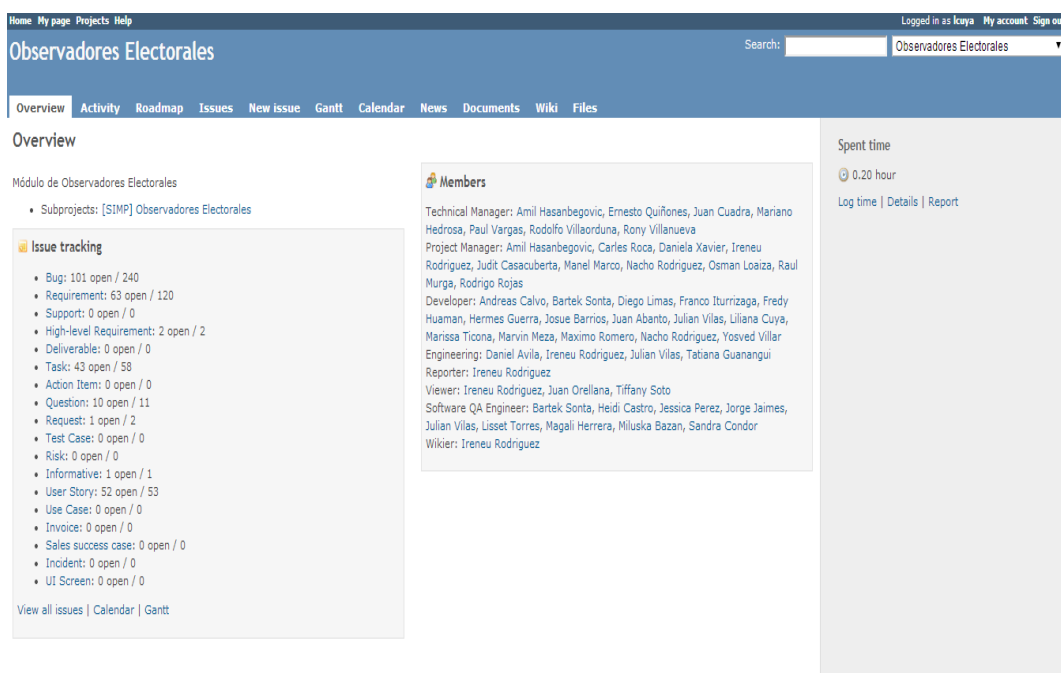 Home My page Projects Help
Logged in as lcuya My account Sign ou
Observadores Electorales
Search:
Observadores Electorales
Overview Activity Roadmap Issues New issue Gantt Calendar News Documents Wiki Files
Overview
Módulo de Observadores Electorales
• Subprojects: [SIMP] Observadores Electorales
Issue tracking
• Bug: 101 open / 240
• Requirement: 63 open / 120
• Support: 0 open / 0
• High-level Requirement: 2 open / 2
• Deliverable: 0 open / 0
• Task: 43 open / 58
• Action Item: 0 open / 0
• Question: 10 open / 11
• Request: 1 open / 2
• Test Case: 0 open / 0
• Risk: 0 open / 0
• Informative: 1 open / 1
• User Story: 52 open / 53
• Use Case: 0 open / 0
• Invoice: 0 open / 0
• Sales success case: 0 open / 0
• Incident: 0 open / 0
• UI Screen: 0 open / 0
View all issues | Calendar | Gantt
Members
Technical Manager: Amil Hasanbegovic, Ernesto Quiñones, Juan Cuadra, Mariano
Hedrosa, Paul Vargas, Rodolfo Villaorduna, Rony Villanueva
Project Manager: Amil Hasanbegovic, Carles Roca, Daniela Xavier, Ireneu
Rodriguez, Judit Casacuberta, Manel Marco, Nacho Rodriguez, Osman Loaiza, Raul
Murga, Rodrigo Rojas
Developer: Andreas Calvo, Bartek Sonta, Diego Limas, Franco Iturrizaga, Fredy
Huaman, Hermes Guerra, Josue Barrios, Juan Abanto, Julian Vilas, Liliana Cuya,
Marissa Ticona, Marvin Meza, Maximo Romero, Nacho Rodriguez, Yosved Villar
Engineering: Daniel Avila, Ireneu Rodriguez, Julian Vilas, Tatiana Guanangui
Reporter: Ireneu Rodriguez
Viewer: Ireneu Rodriguez, Juan Orellana, Tiffany Soto
Software QA Engineer: Bartek Sonta, Heidi Castro, Jessica Perez, Jorge Jaimes,
Julian Vilas, Lisset Torres, Magali Herrera, Miluska Bazan, Sandra Condor
Wikier: Ireneu Rodriguez
Spent time
0.20 hour
Log time | Details | Report